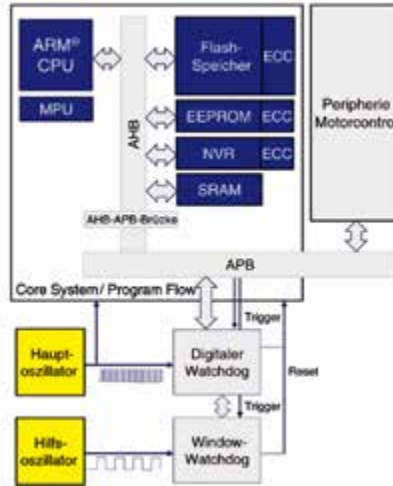 ARM®
CPU
MPU
AHB
Flash-
Speicher
ECC
EEPROM
ECC
NVR
ECC
SRAM
Peripherie
Motorcontrol
AHB-APB-Brücke
APB
Core System/ Program Flow
Haupt-
oszillator
Digitaler
Watchdog
Trigger
Reset
Trigger
Hilfs-
oszillator
Window-
Watchdog